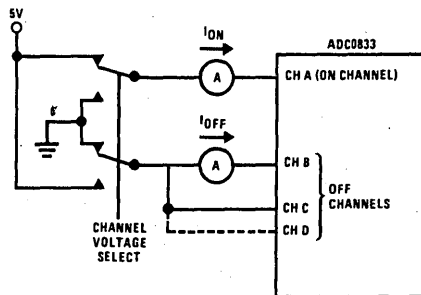 5V
ION
ADC0833
A
CH A (ON CHANNEL)
IOFF
A
CH B
OFF
CHANNELS
CH C
CH D
CHANNEL
VOLTAGE
SELECT